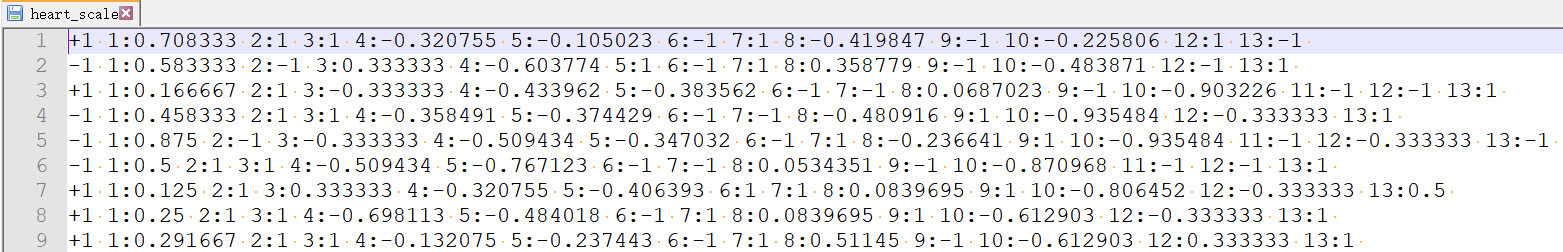 heart_scale
1 +1 1:0.708333 2:1 3:1 4:-0.320755 5:-0.105023 6:-1 7:1 8:-0.419847 9:-1 10:-0.225806 12:1 13:-1
2 -1 1:0.583333 2:-1 3:0.333333 4:-0.603774 5:1 6:-1 7:1 8:0.358779 9:-1 10:-0.483871 12:-1 13:1
3 +1 1:0.166667 2:1 3:-0.333333 4:-0.433962 5:-0.383562 6:-1 7:-1 8:0.0687023 9:-1 10:-0.903226 11:-1 12:-1 13:1
4 -1 1:0.458333 2:1 3:1 4:-0.358491 5:-0.374429 6:-1 7:-1 8:-0.480916 9:1 10:-0.935484 12:-0.333333 13:1
5 -1 1:0.875 2:-1 3:-0.333333 4:-0.509434 5:-0.347032 6:-1 7:1 8:-0.236641 9:1 10:-0.935484 11:-1 12:-0.333333 13:-1
6 -1 1:0.5 2:1 3:1 4:-0.509434 5:-0.767123 6:-1 7:-1 8:0.0534351 9:-1 10:-0.870968 11:-1 12:-1 13:1
7 +1 1:0.125 2:1 3:0.333333 4:-0.320755 5:-0.406393 6:1 7:1 8:0.0839695 9:1 10:-0.806452 12:-0.333333 13:0.5
8 +1 1:0.25 2:1 3:1 4:-0.698113 5:-0.484018 6:-1 7:1 8:0.0839695 9:1 10:-0.612903 12:-0.333333 13:1
9 +1 1:0.291667 2:1 3:1 4:-0.132075 5:-0.237443 6:-1 7:1 8:0.51145 9:-1 10:-0.612903 12:0.333333 13:1